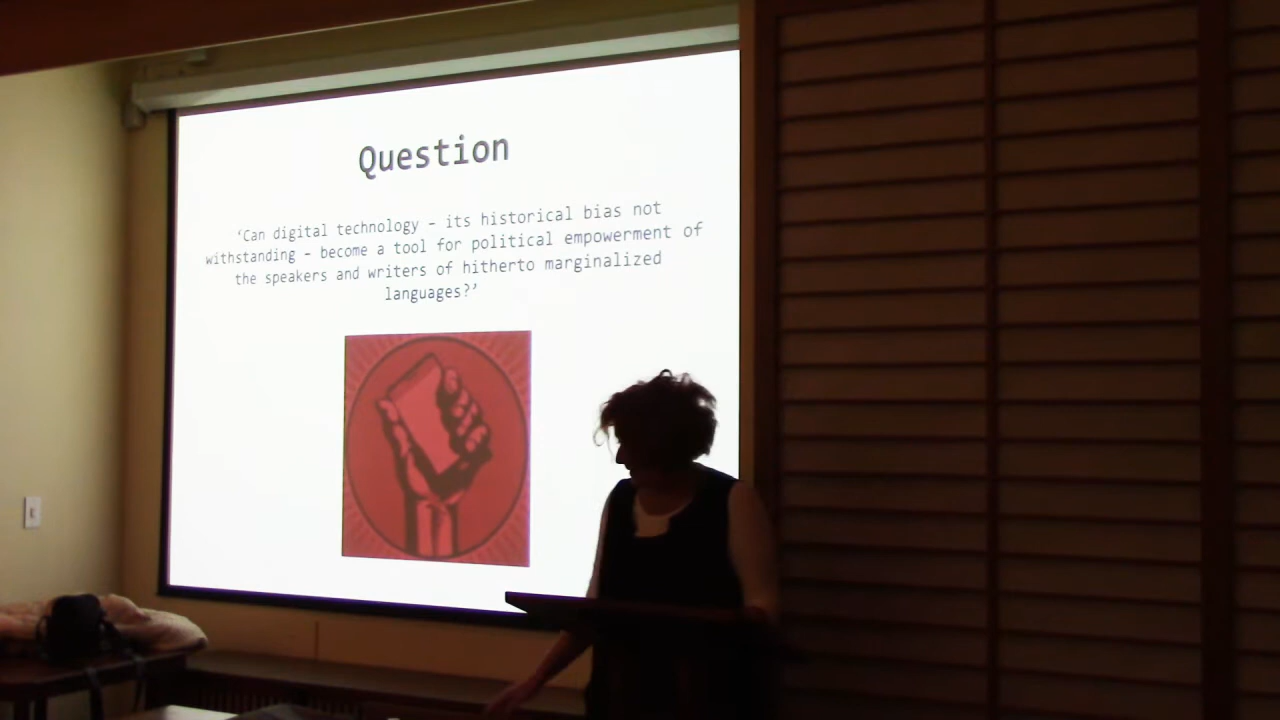 Question
‘Can digital technology – its historical bias not
withstanding – become a tool for political empowerment of
the speakers and writers of hitherto marginalized
languages?’